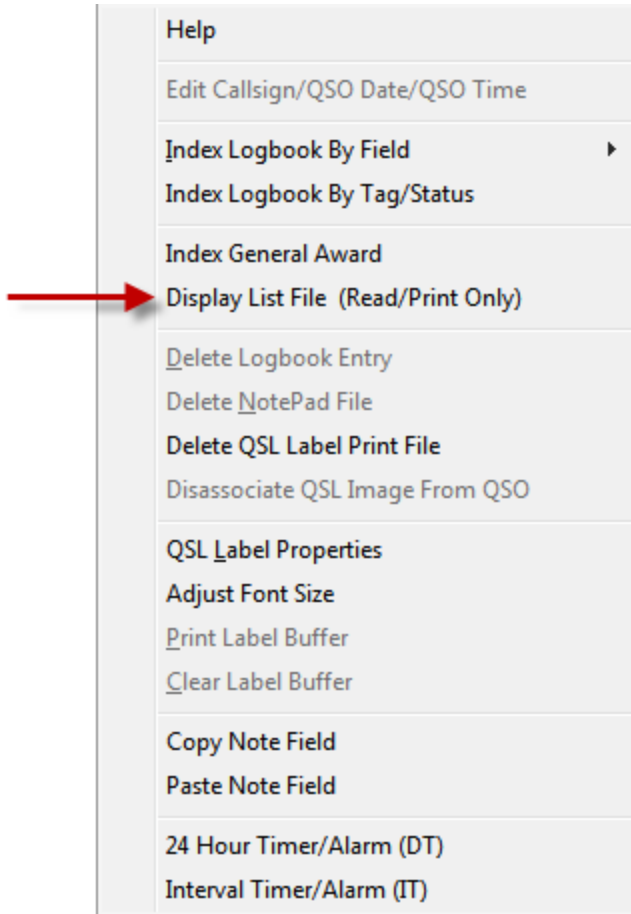 Help
Edit Callsign/QSO Date/QSO Time
Index Logbook By Field
Index Logbook By Tag/Status
Index General Award
Display List File  (Read/Print Only)
Delete Logbook Entry
Delete NotePad File
Delete QSL Label Print File
Disassociate QSL Image From QSO
QSL Label Properties
Adjust Font Size
Print Label Buffer
Clear Label Buffer
Copy Note Field
Paste Note Field
24 Hour Timer/Alarm (DT)
Interval Timer/Alarm (IT)